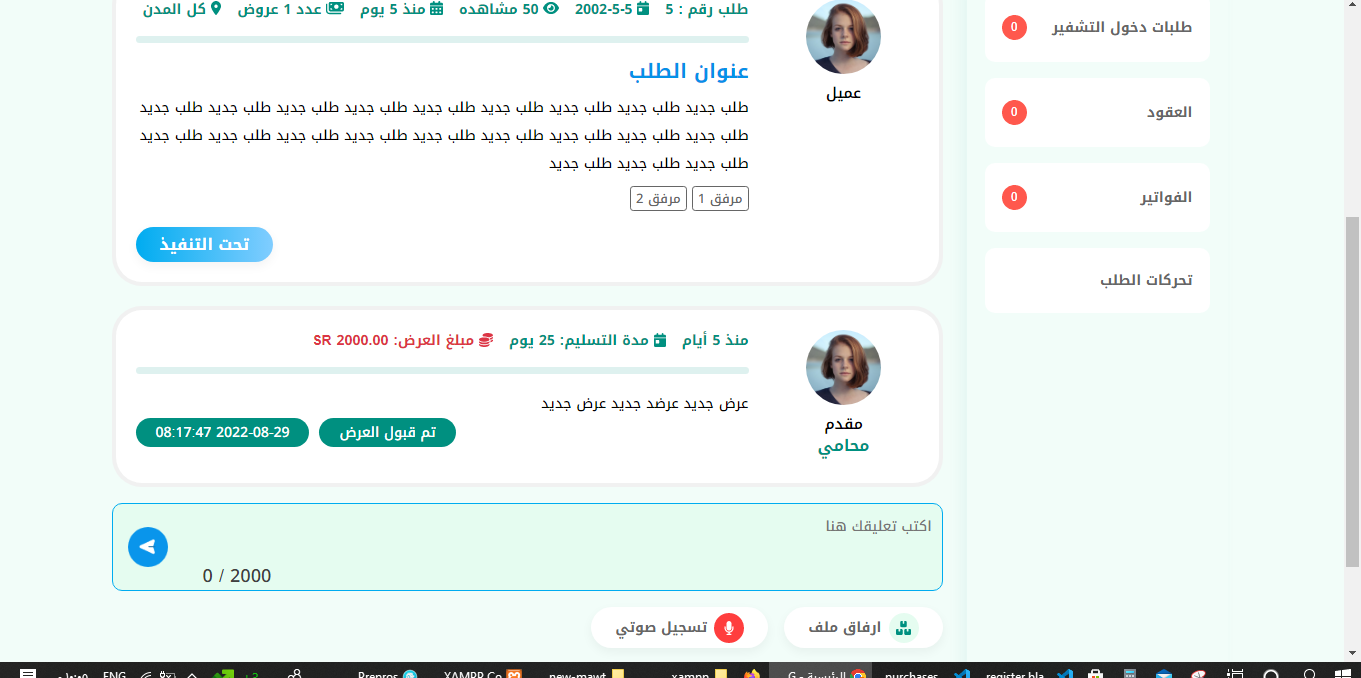 طلبات دخول التشفير
0
العقود
0
الفواتير
0
تحركات الطلب
طلب رقم : 5 2002-5-5 50 مشاهده منذ 5 يوم عدد 1 عروض كل المدن
عميل
عنوان الطلب
طلب جديد طلب جديد طلب جديد طلب جديد طلب جديد طلب جديد طلب جديد طلب جديد طلب جديد
طلب جديد طلب جديد طلب جديد طلب جديد طلب جديد طلب جديد طلب جديد طلب جديد طلب جديد
طلب جديد طلب جديد طلب جديد
مرفق 1 مرفق 2
تحت التنفيذ
منذ 5 أيام مدة التسليم: 25 يوم مبلغ العرض: SR 2000.00
مقدم
محامي
عرض جديد عرضد جديد عرض جديد
تم قبول العرض 2022-08-29 08:17:47
اكتب تعليقك هنا
0 / 2000
ارفاق ملف
تسجيل صوتي
ENG Prepros XAMPP Co new-mawt xampp الرئيسية - G purchases register.bla